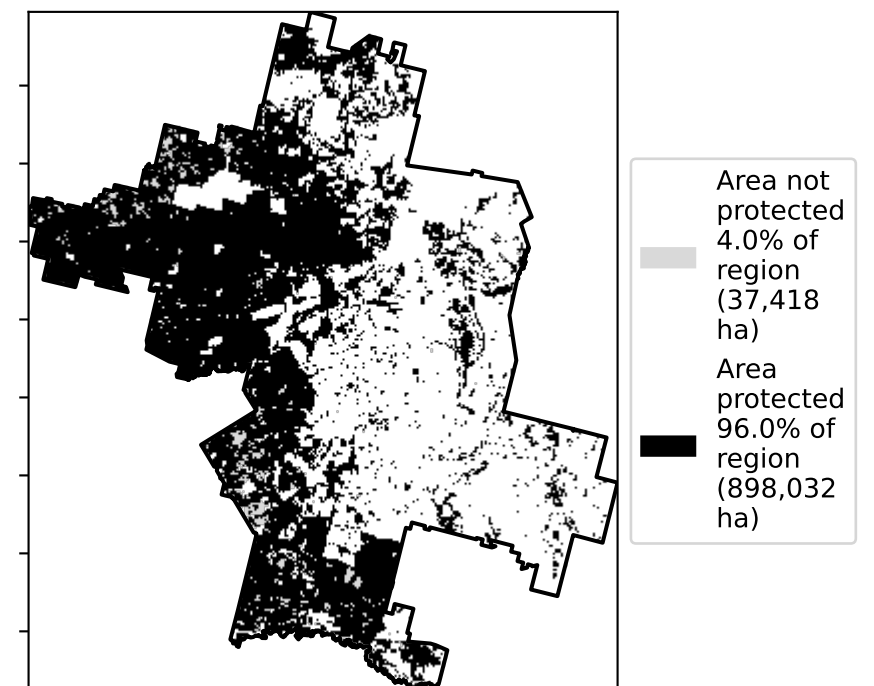 Area not
protected
4.0% of
region
(37,418
ha)
Area
protected
96.0% of
region
(898,032
ha)